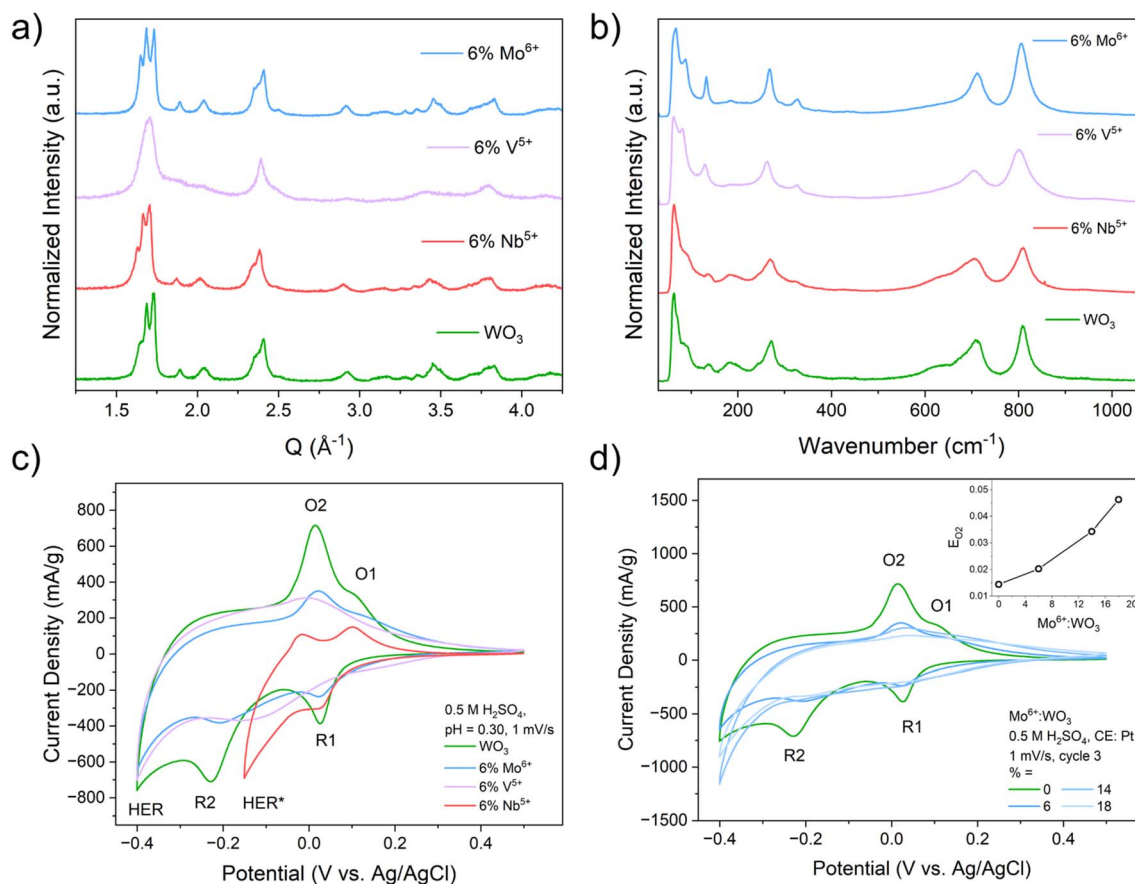 a)
Normalized Intensity (a.u.)
6% Mo⁶⁺
6% V⁵⁺
6% Nb⁵⁺
WO₃
1.5 2.0 2.5 3.0 3.5 4.0
Q (Å⁻¹)
b)
Normalized Intensity (a.u.)
6% Mo⁶⁺
6% V⁵⁺
6% Nb⁵⁺
WO₃
200 400 600 800 1000
Wavenumber (cm⁻¹)
c)
Current Density (mA/g)
800
600
400
200
0
−200
−400
−600
−800
O2
O1
R1
R2
HER
HER*
0.5 M H₂SO₄,
pH = 0.30, 1 mV/s
WO₃
6% Mo⁶⁺
6% V⁵⁺
6% Nb⁵⁺
−0.4 −0.2 0.0 0.2 0.4
Potential (V vs. Ag/AgCl)
d)
Current Density (mA/g)
1500
1000
500
0
−500
−1000
−1500
O2
O1
R1
R2
E_O2
0.05
0.04
0.03
0.02
0.01
0 4 8 12 16 20
Mo⁶⁺:WO₃
Mo⁶⁺:WO₃
0.5 M H₂SO₄, CE: Pt
1 mV/s, cycle 3
% =
0 14
6 18
−0.4 −0.2 0.0 0.2 0.4
Potential (V vs. Ag/AgCl)